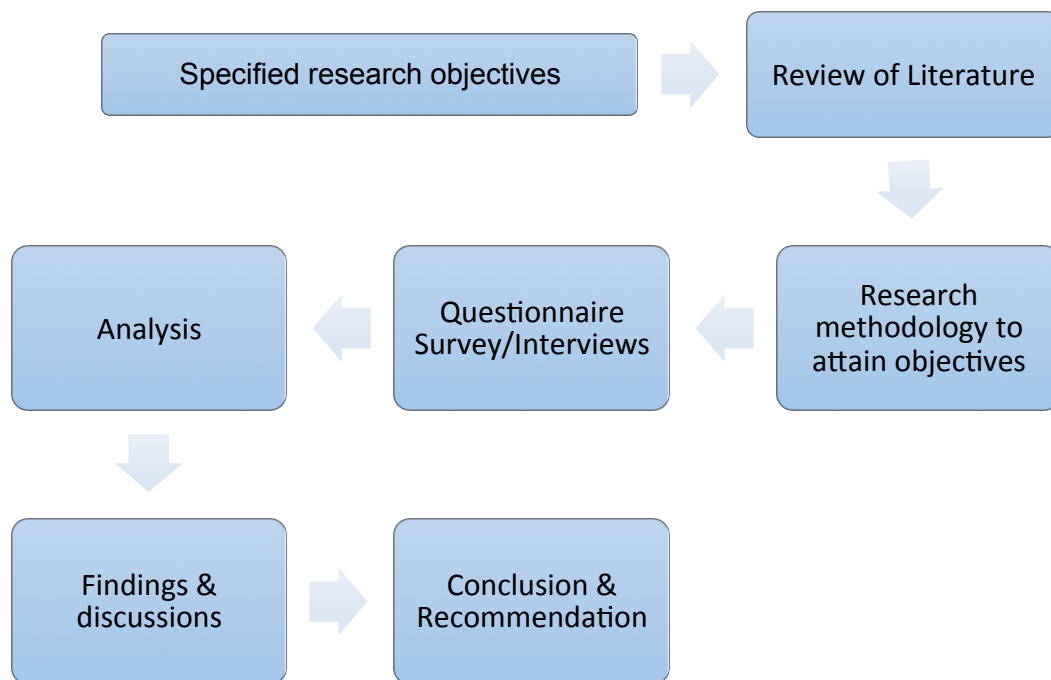 Specified research objectives
Review of Literature
Research
methodology to
attain objectives
Questionnaire
Survey/Interviews
Analysis
Findings &
discussions
Conclusion &
Recommendation